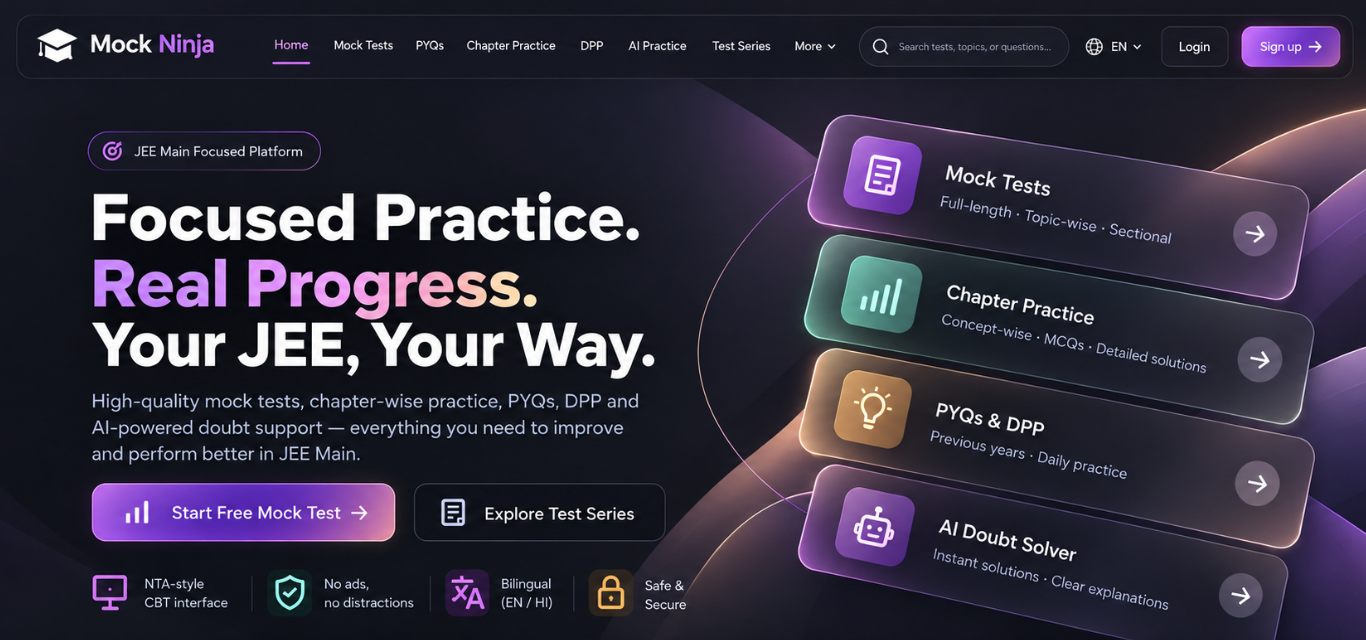 Mock Ninja
Home
Mock Tests
PYQs
Chapter Practice
DPP
AI Practice
Test Series
More
Search tests, topics, or questions...
EN
Login
Sign up →
JEE Main Focused Platform
Focused Practice.
Real Progress.
Your JEE, Your Way.
High-quality mock tests, chapter-wise practice, PYQs, DPP and
AI-powered doubt support — everything you need to improve
and perform better in JEE Main.
Start Free Mock Test →
Explore Test Series
NTA-style
CBT interface
No ads,
no distractions
Bilingual
(EN / HI)
Safe &
Secure
Mock Tests
Full-length · Topic-wise · Sectional
Chapter Practice
Concept-wise · MCQs · Detailed solutions
PYQs & DPP
Previous years · Daily practice
AI Doubt Solver
Instant solutions · Clear explanations